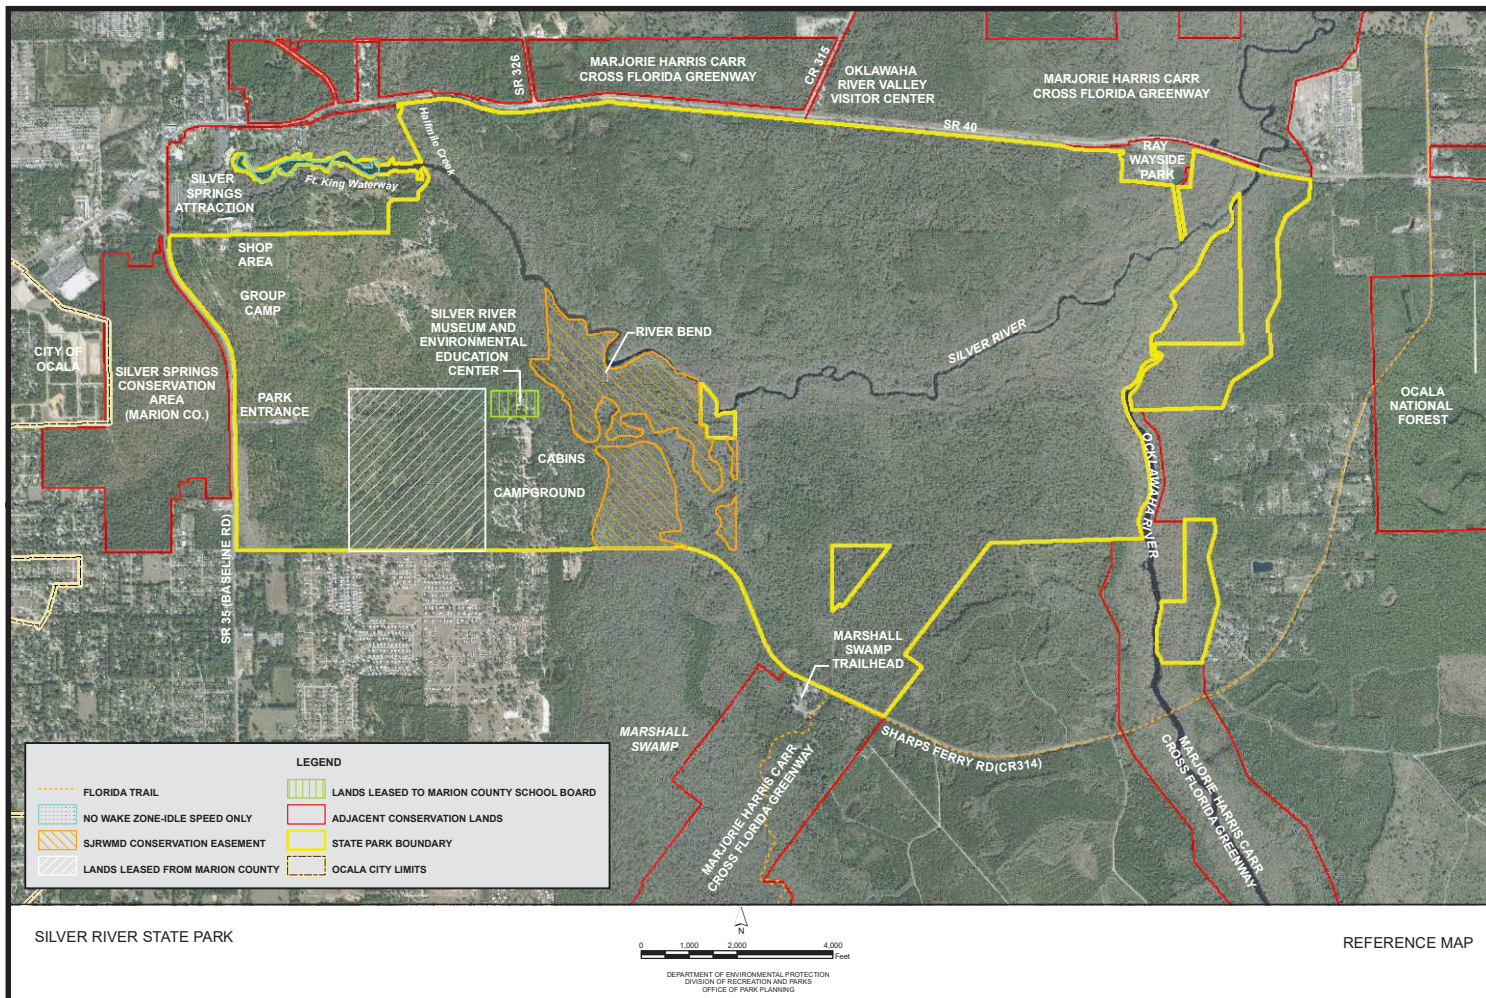 SR 326
MARJORIE HARRIS CARR
CROSS FLORIDA GREENWAY
CR 315
OKLAWAHA
RIVER VALLEY
VISITOR CENTER
MARJORIE HARRIS CARR
CROSS FLORIDA GREENWAY
Halfmile Creek
SR 40
RAY
WAYSIDE
PARK
SILVER
SPRINGS
ATTRACTION
Ft. King Waterway
SHOP
AREA
GROUP
CAMP
SILVER RIVER
MUSEUM AND
ENVIRONMENTAL
EDUCATION
CENTER
RIVER BEND
SILVER RIVER
CITY OF
OCALA
SILVER SPRINGS
CONSERVATION
AREA
(MARION CO.)
PARK
ENTRANCE
OCALA
NATIONAL
FOREST
CABINS
CAMPGROUND
OCKLAWAHA RIVER
SR 35 (BASELINE RD)
MARSHALL
SWAMP
TRAILHEAD
MARSHALL
SWAMP
SHARPS FERRY RD(CR314)
MARJORIE HARRIS CARR
CROSS FLORIDA GREENWAY
MARJORIE HARRIS CARR
CROSS FLORIDA GREENWAY
LEGEND
FLORIDA TRAIL
NO WAKE ZONE-IDLE SPEED ONLY
SJRWMD CONSERVATION EASEMENT
LANDS LEASED FROM MARION COUNTY
LANDS LEASED TO MARION COUNTY SCHOOL BOARD
ADJACENT CONSERVATION LANDS
STATE PARK BOUNDARY
OCALA CITY LIMITS
SILVER RIVER STATE PARK
N
0 1,000 2,000 4,000
Feet
DEPARTMENT OF ENVIRONMENTAL PROTECTION
DIVISION OF RECREATION AND PARKS
OFFICE OF PARK PLANNING
REFERENCE MAP